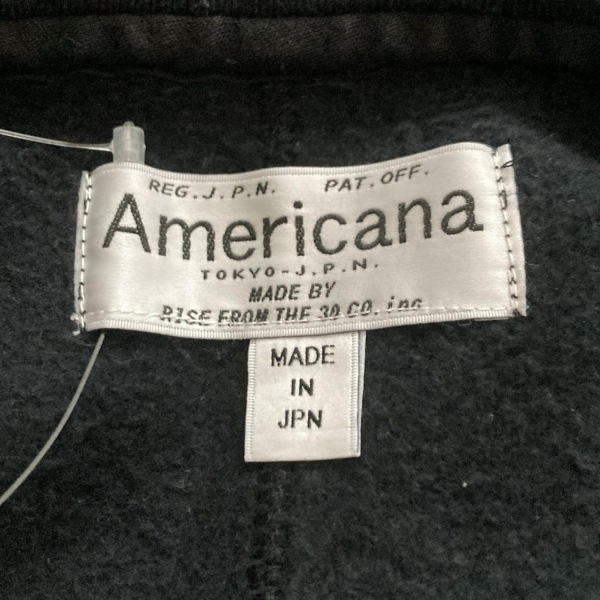 REG.J.P.N. PAT.OFF.
Americana
TOKYO-J.P.N.
MADE BY
RISE FROM THE 30 CO.inc
MADE
IN
JPN